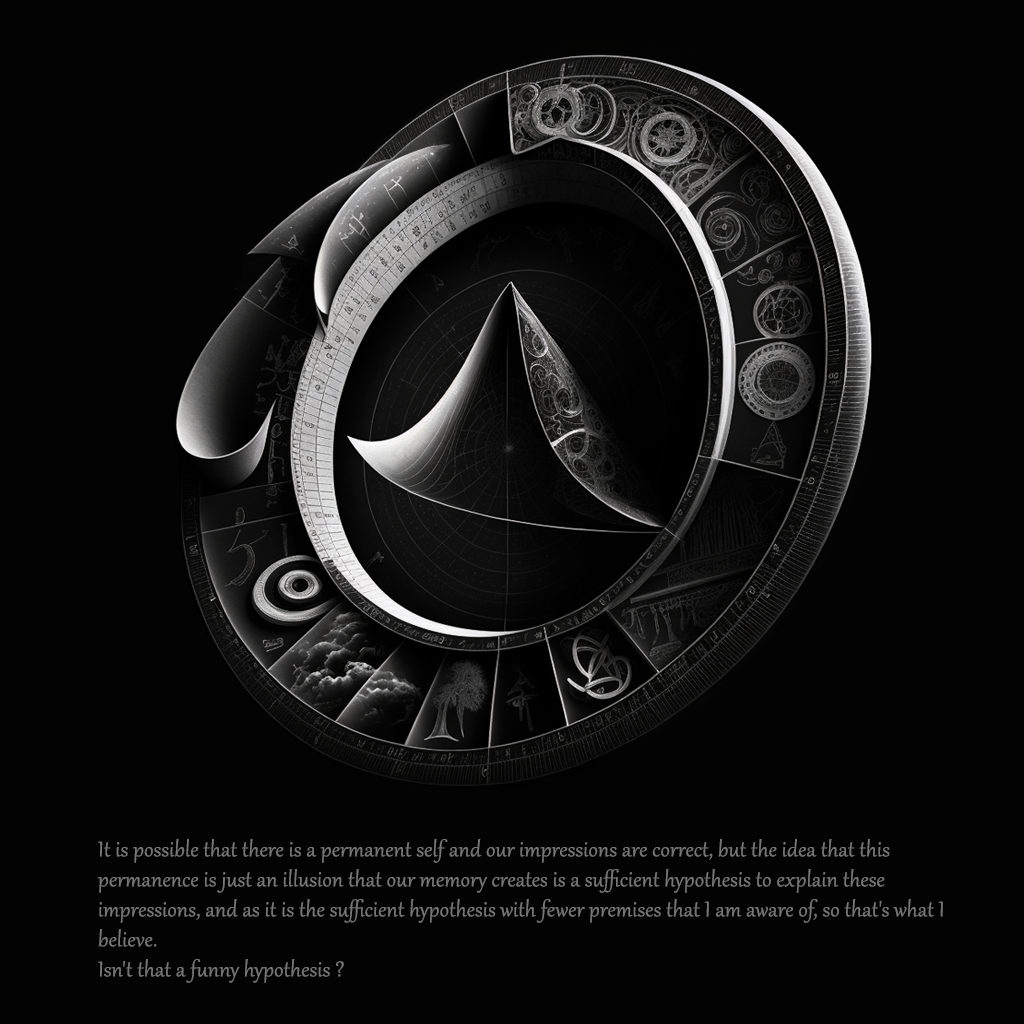 It is possible that there is a permanent self and our impressions are correct, but the idea that this
permanence is just an illusion that our memory creates is a sufficient hypothesis to explain these
impressions, and as it is the sufficient hypothesis with fewer premises that I am aware of, so that's what I
believe.
Isn't that a funny hypothesis ?